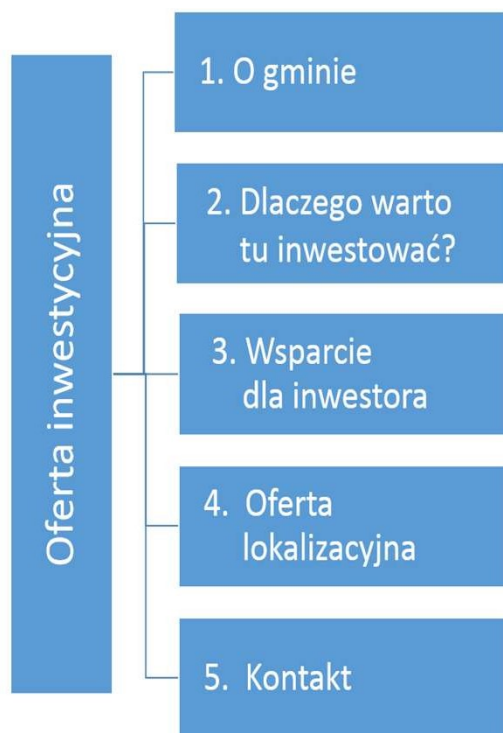 Oferta inwestycyjna
1. O gminie
2. Dlaczego warto
tu inwestować?
3. Wsparcie
dla inwestora
4. Oferta
lokalizacyjna
5. Kontakt